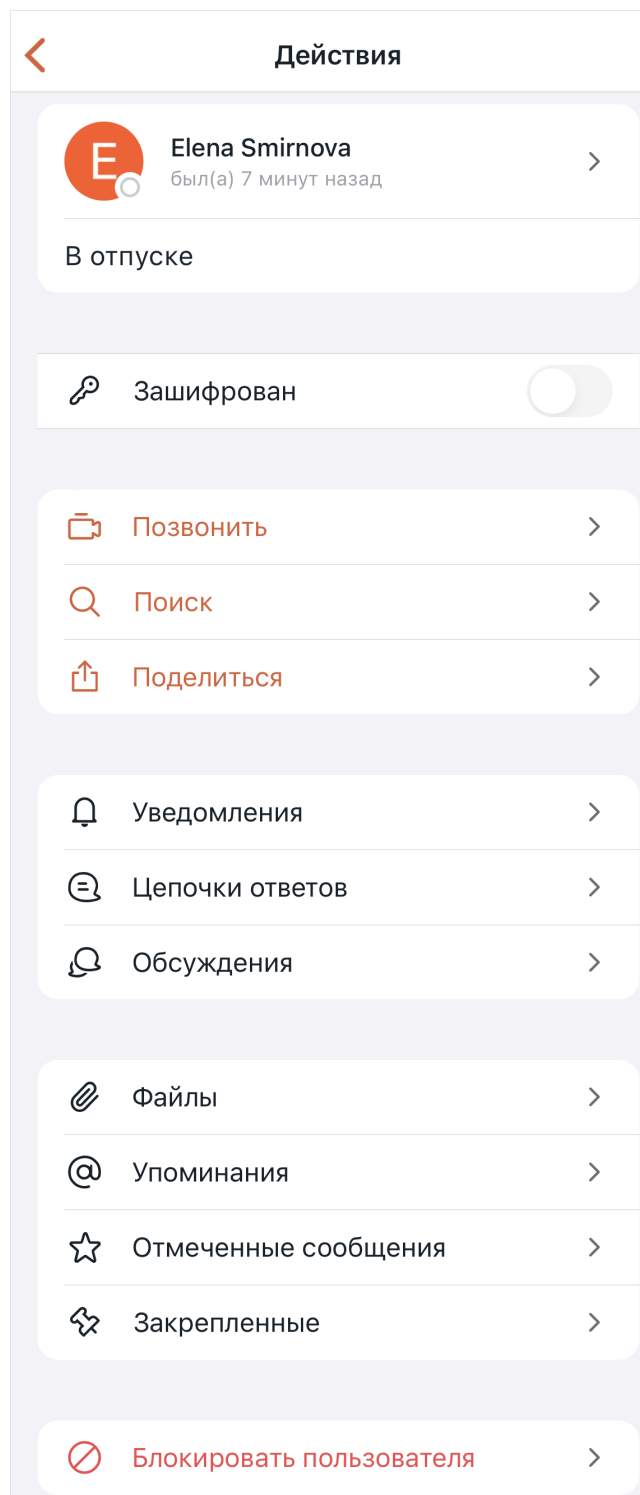 Действия
E
Elena Smirnova
был(а) 7 минут назад
В отпуске
Зашифрован
Позвонить
Поиск
Поделиться
Уведомления
Цепочки ответов
Обсуждения
Файлы
Упоминания
Отмеченные сообщения
Закрепленные
Блокировать пользователя